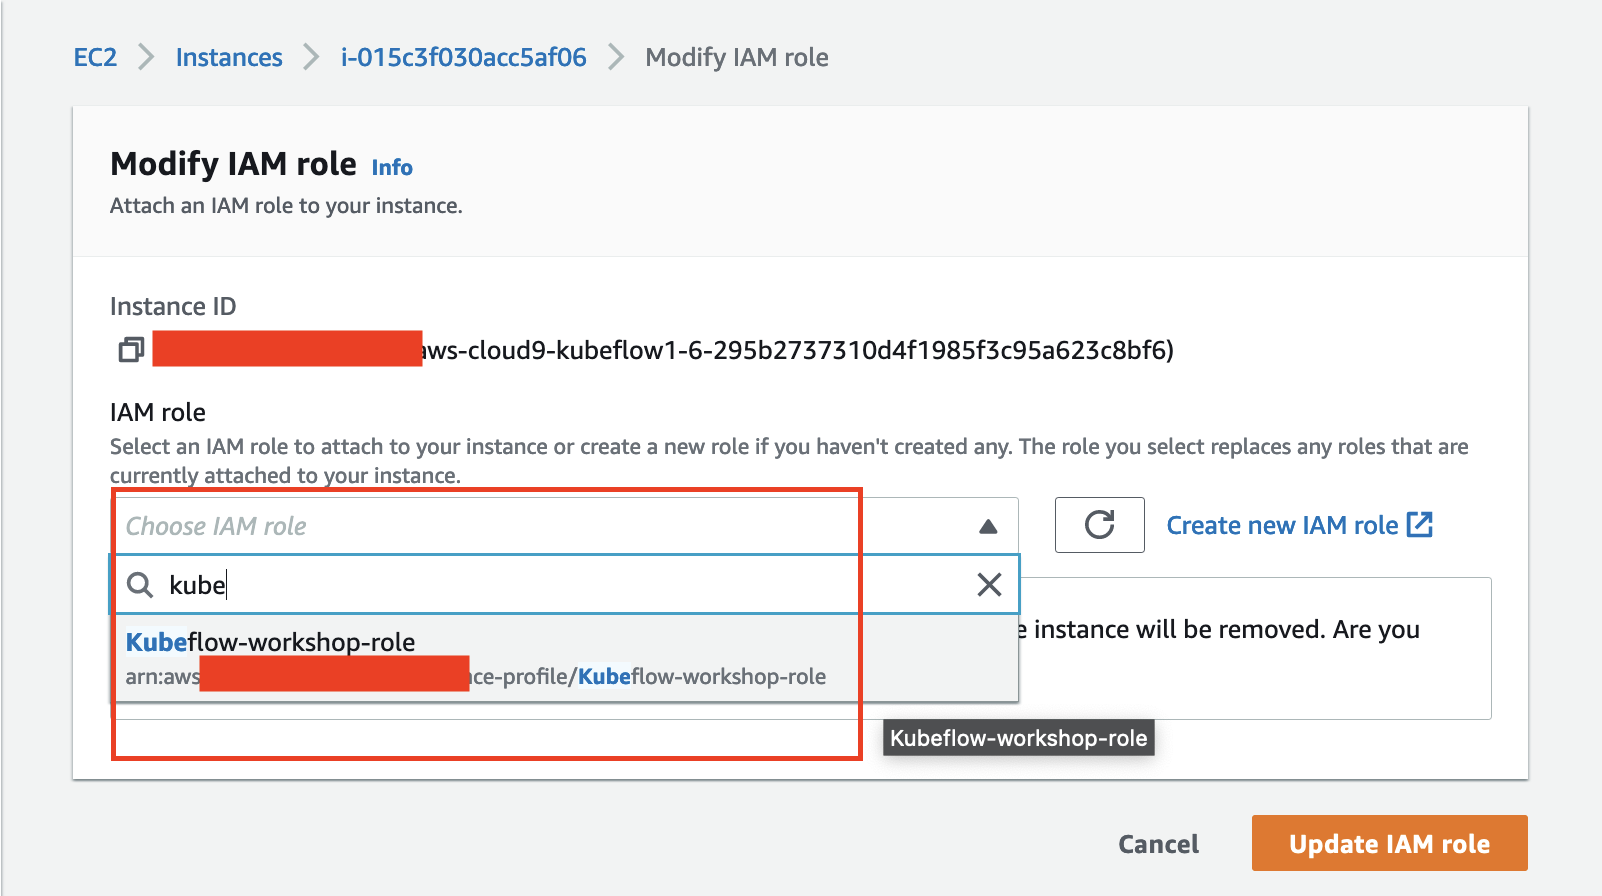 EC2 > Instances > i-015c3f030acc5af06 > Modify IAM role
Modify IAM role Info
Attach an IAM role to your instance.
Instance ID
aws-cloud9-kubeflow1-6-295b2737310d4f1985f3c95a623c8bf6)
IAM role
Select an IAM role to attach to your instance or create a new role if you haven't created any. The role you select replaces any roles that are
currently attached to your instance.
Choose IAM role
Create new IAM role
kube
Kubeflow-workshop-role
e instance will be removed. Are you
arn:aws ce-profile/Kubeflow-workshop-role
Kubeflow-workshop-role
Cancel
Update IAM role